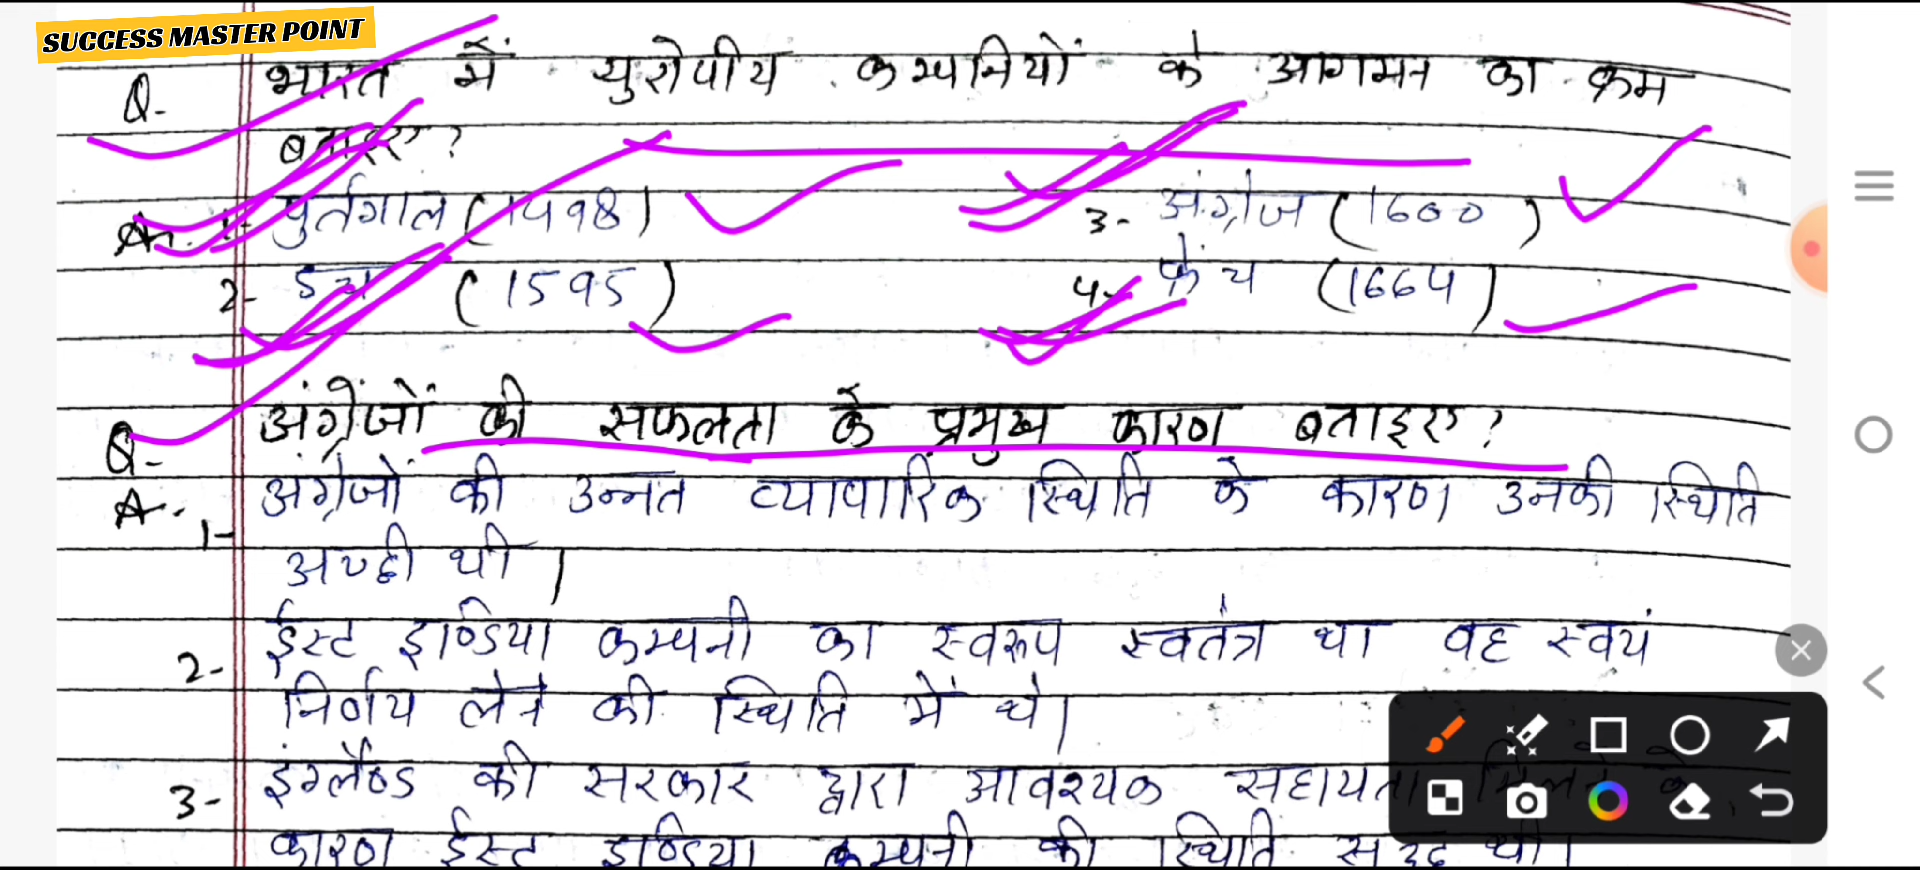 SUCCESS MASTER POINT
Q- भारत में युरोपीय कम्पनियों के आगमन का क्रम
बताइए?
An. 1- पुर्तगाल (1498) 3- अंग्रेज (1600)
2- डच (1595) 4- फ्रेंच (1664)
Q- अंग्रेजों की सफलता के प्रमुख कारण बताइए?
A- 1- अंग्रेजों की उन्नत व्यापारिक स्थिति के कारण उनकी स्थिति
अच्छी थी।
2- ईस्ट इण्डिया कम्पनी का स्वरूप स्वतंत्र था वह स्वयं
निर्णय लेने की स्थिति में थे।
3- इंग्लैण्ड की सरकार द्वारा आवश्यक सहायता मिलने के
कारण ईस्ट इण्डिया कम्पनी की स्थिति सुदृढ थी।